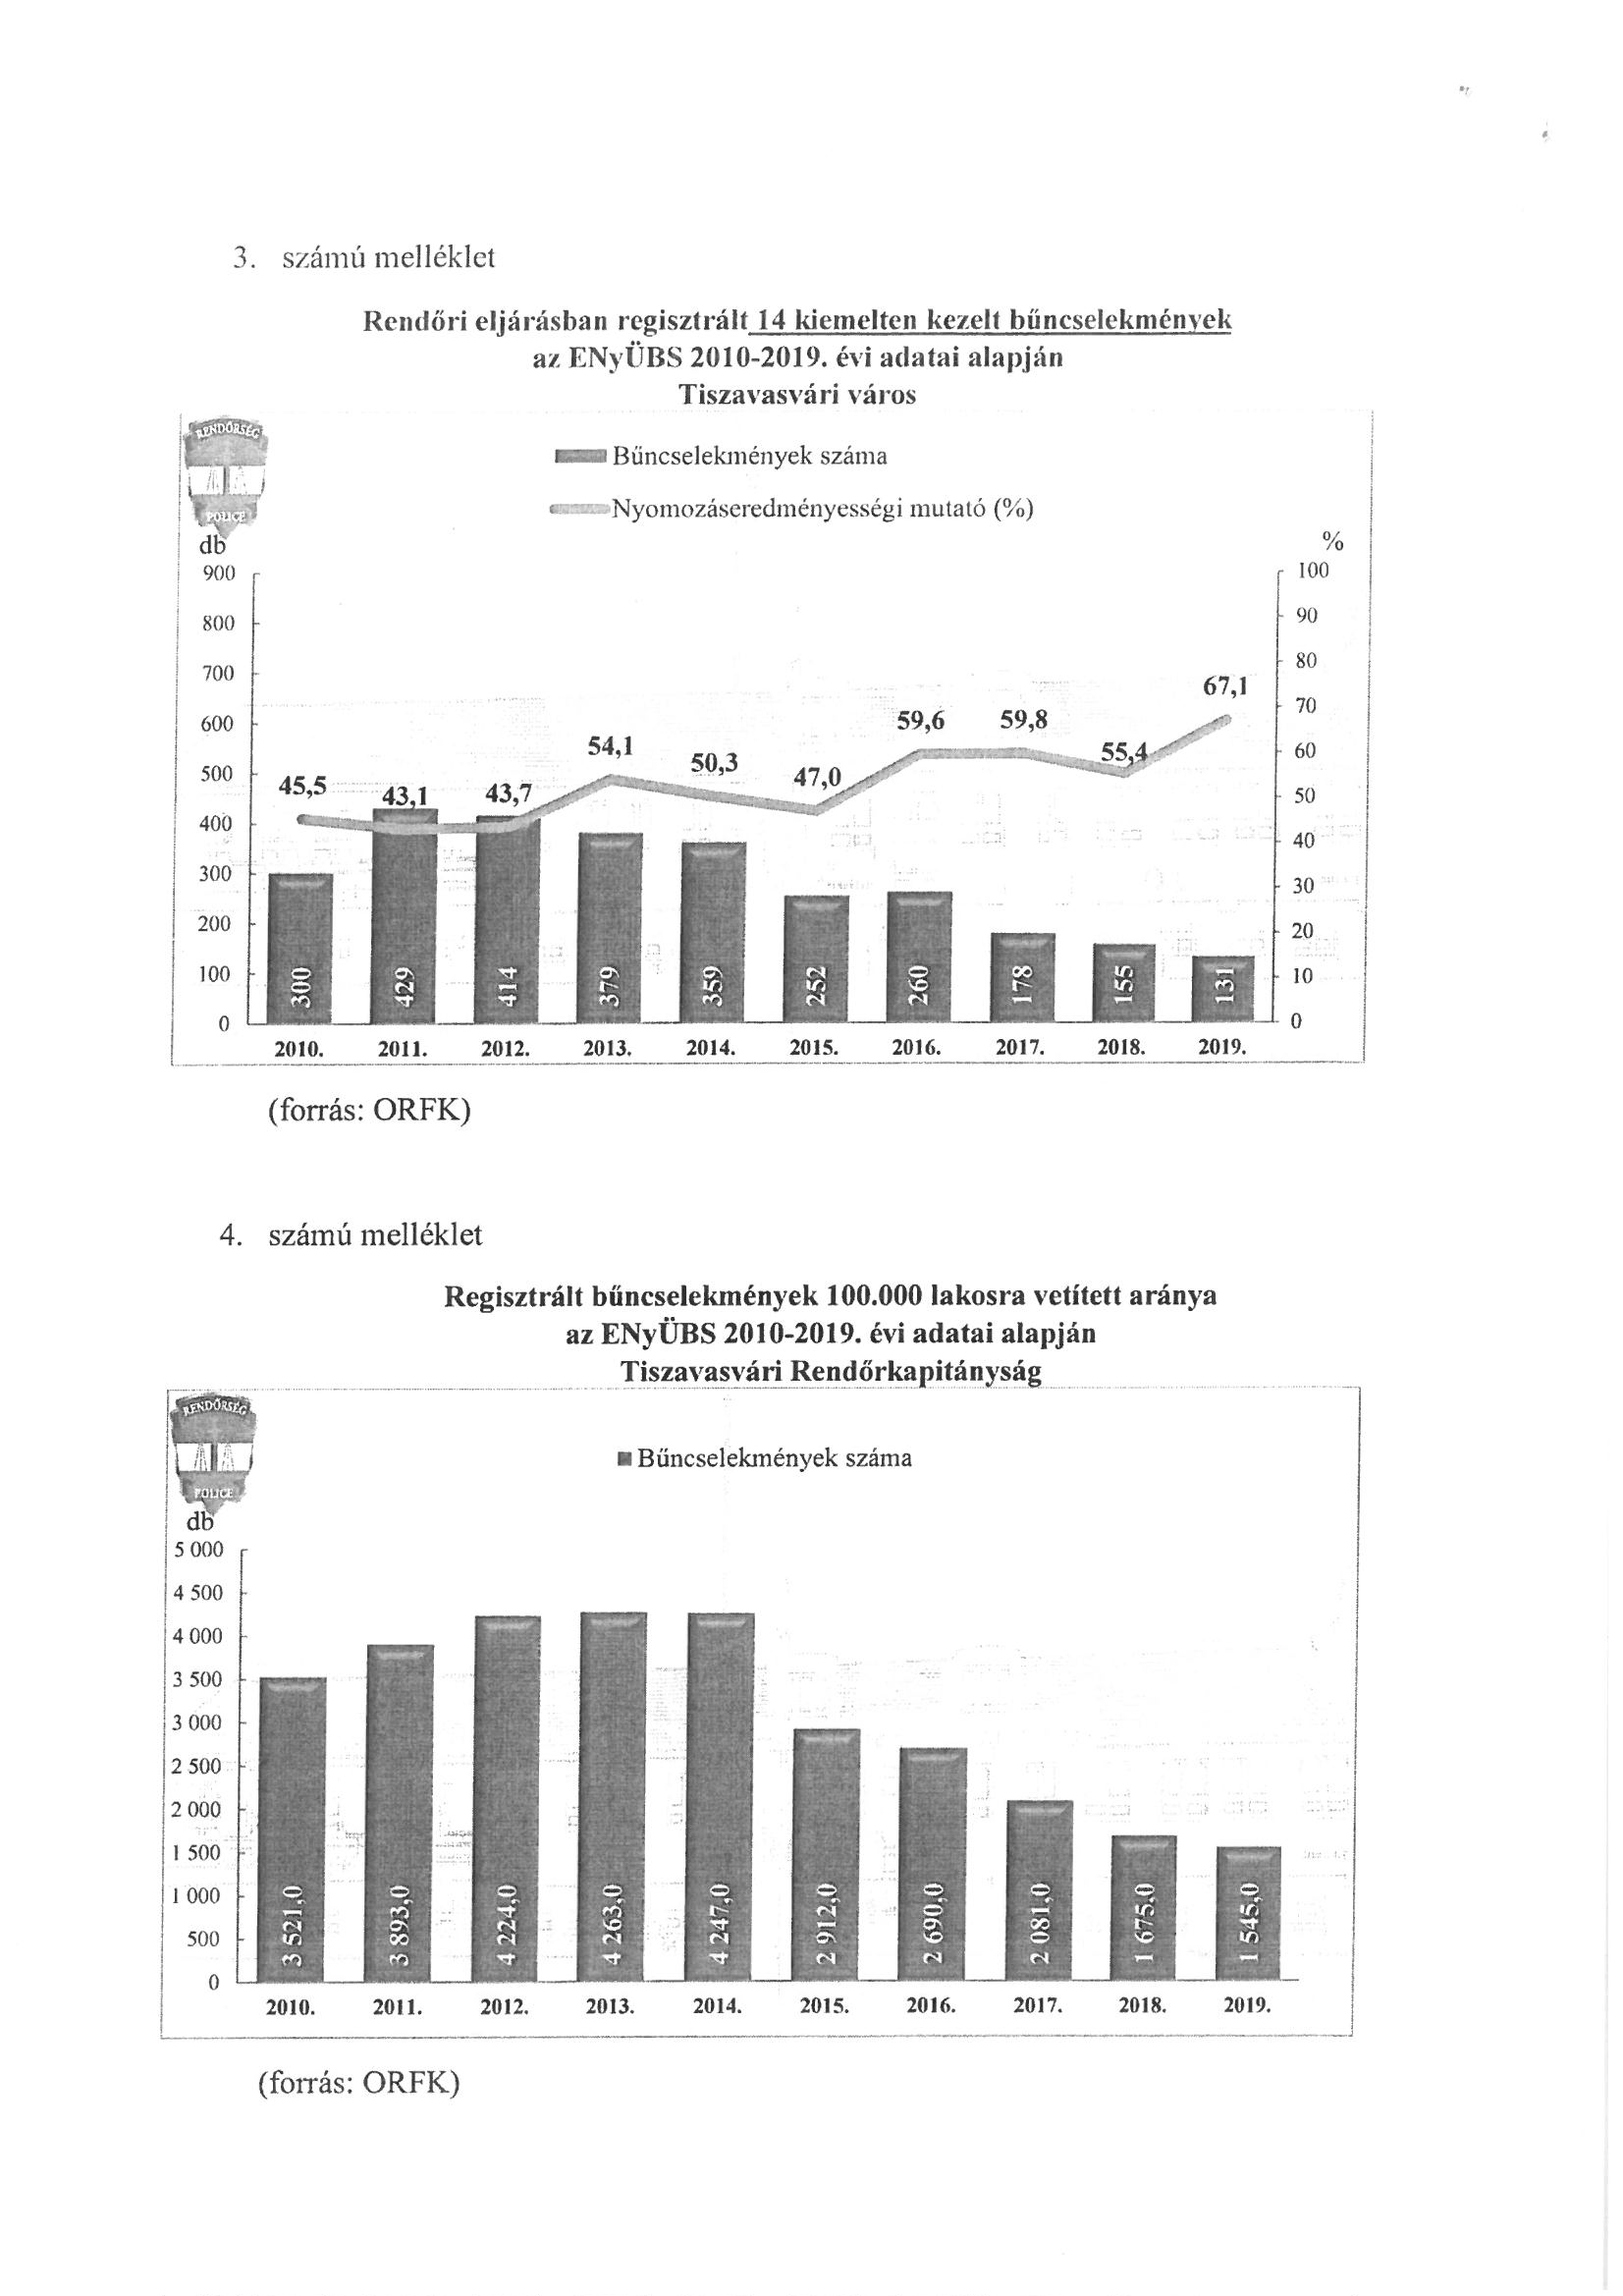 3. számú melléklet
Rendőri eljárásban regisztrált 14 kiemelten kezelt bűncselekmények
az ENyÜBS 2010-2019. évi adatai alapján
Tiszavasvári város
RENDŐRSÉG
POLICE
Bűncselekmények száma
Nyomozáseredményességi mutató (%)
db
%
900
800
700
600
500
400
300
200
100
0
100
90
80
70
60
50
40
30
20
10
0
45,5 43,1 43,7 54,1 50,3 47,0 59,6 59,8 55,4 67,1
300 429 414 379 359 252 260 178 155 131
2010. 2011. 2012. 2013. 2014. 2015. 2016. 2017. 2018. 2019.
(forrás: ORFK)
4. számú melléklet
Regisztrált bűncselekmények 100.000 lakosra vetített aránya
az ENyÜBS 2010-2019. évi adatai alapján
Tiszavasvári Rendőrkapitányság
RENDŐRSÉG
POLICE
Bűncselekmények száma
db
5 000
4 500
4 000
3 500
3 000
2 500
2 000
1 500
1 000
500
0
3 521,0 3 893,0 4 224,0 4 263,0 4 247,0 2 912,0 2 690,0 2 081,0 1 675,0 1 545,0
2010. 2011. 2012. 2013. 2014. 2015. 2016. 2017. 2018. 2019.
(forrás: ORFK)